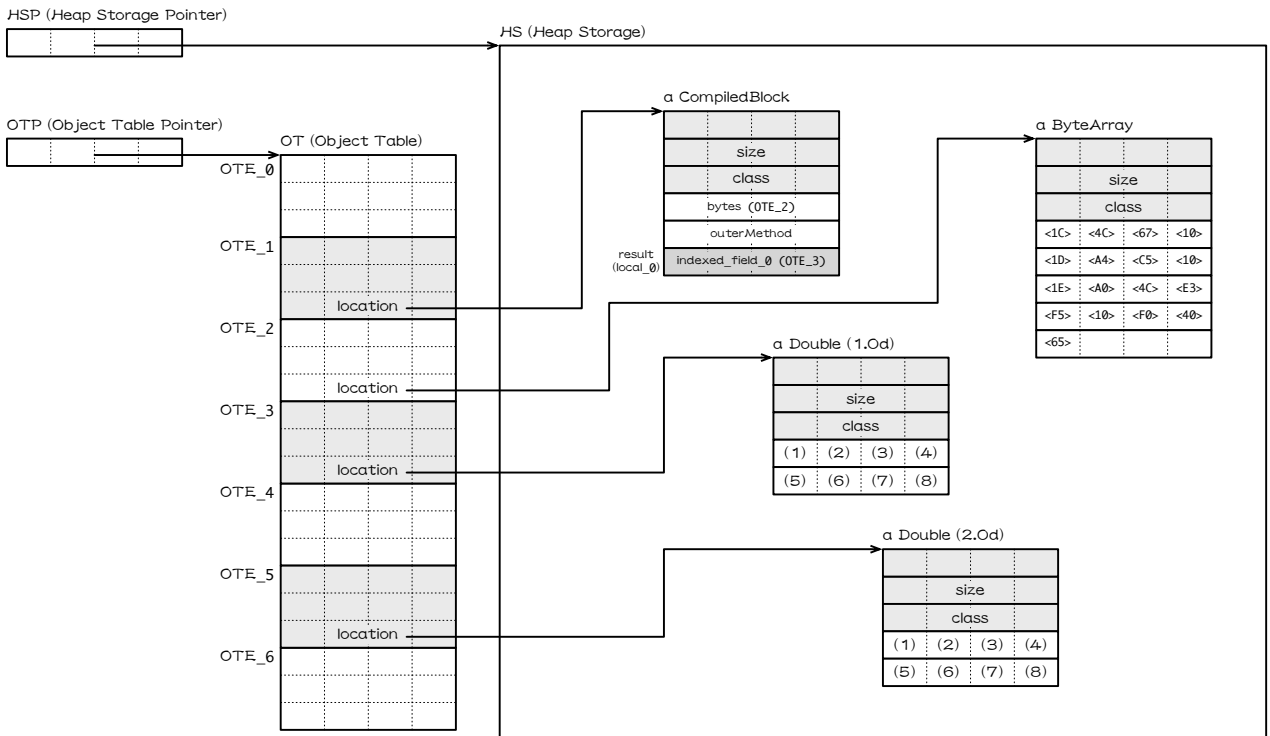 HSP (Heap Storage Pointer)
HS (Heap Storage)
OTP (Object Table Pointer)
OT (Object Table)
OTE_0
OTE_1
location
OTE_2
location
OTE_3
location
OTE_4
OTE_5
location
OTE_6
a CompiledBlock
size
class
bytes (OTE_2)
outerMethod
result
(local_0)
indexed_field_0 (OTE_3)
a ByteArray
size
class
<1C> <4C> <67> <10>
<1D> <A4> <C5> <10>
<1E> <A0> <4C> <E3>
<F5> <10> <F0> <40>
<65>
a Double (1.0d)
size
class
(1) (2) (3) (4)
(5) (6) (7) (8)
a Double (2.0d)
size
class
(1) (2) (3) (4)
(5) (6) (7) (8)